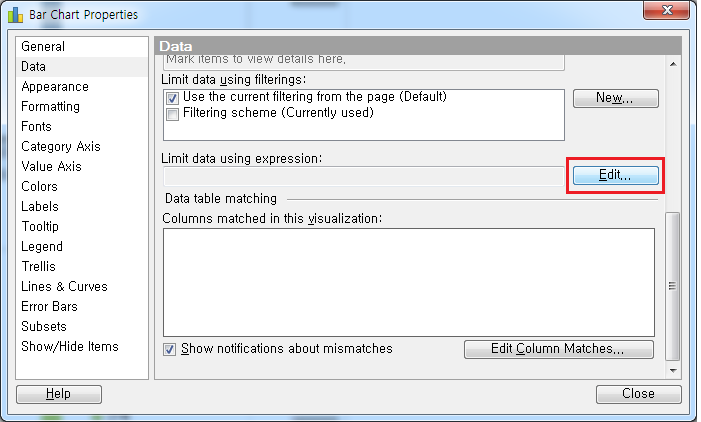 Bar Chart Properties
General
Data
Appearance
Formatting
Fonts
Category Axis
Value Axis
Colors
Labels
Tooltip
Legend
Trellis
Lines & Curves
Error Bars
Subsets
Show/Hide Items
Data
Mark items to view details here,
Limit data using filterings:
Use the current filtering from the page (Default)
Filtering scheme (Currently used)
New,,,
Limit data using expression:
Edit,,,
Data table matching
Columns matched in this visualization:
Show notifications about mismatches
Edit Column Matches,,,
Help
Close